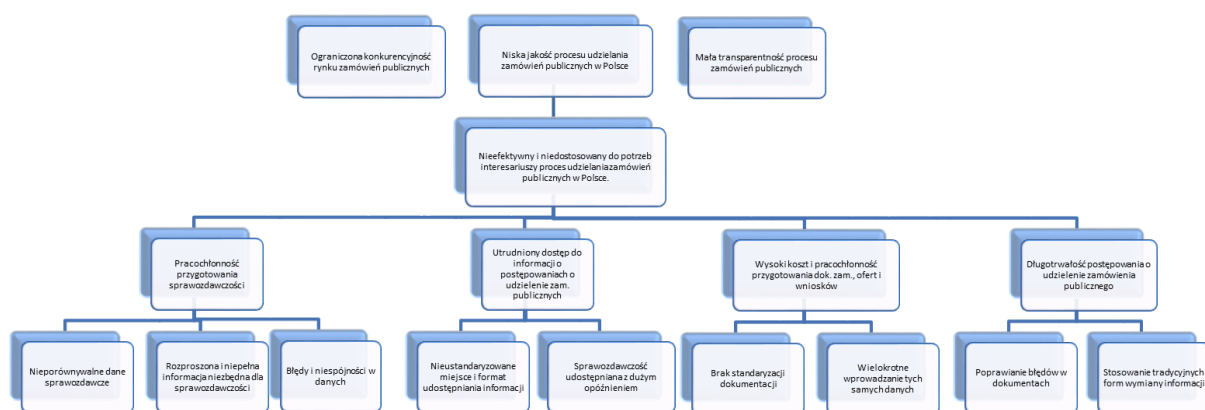 Ograniczona konkurencyjność
rynku zamówień publicznych
Niska jakość procesu udzielania
zamówień publicznych w Polsce
Mała transparentność procesu
zamówień publicznych
Nieefektywny i niedostosowany do potrzeb
interesariuszy proces udzielania zamówień
publicznych w Polsce.
Pracochłonność
przygotowania
sprawozdawczości
Utrudniony dostęp do
informacji o
postępowaniach o
udzielenie zam.
publicznych
Wysoki koszt i pracochłonność
przygotowania dok. zam., ofert i
wniosków
Długotrwałość postępowania o
udzielenie zamówienia
publicznego
Nieporównywalne dane
sprawozdawcze
Rozproszona i niepełna
informacja niezbędna dla
sprawozdawczości
Błędy i niespójności w
danych
Nieustandaryzowane
miejsce i format
udostępniania informacji
Sprawozdawczość
udostępniana z dużym
opóźnieniem
Brak standaryzacji
dokumentacji
Wielokrotne
wprowadzanie tych
samych danych
Poprawianie błędów w
dokumentach
Stosowanie tradycyjnych
form wymiany informacji